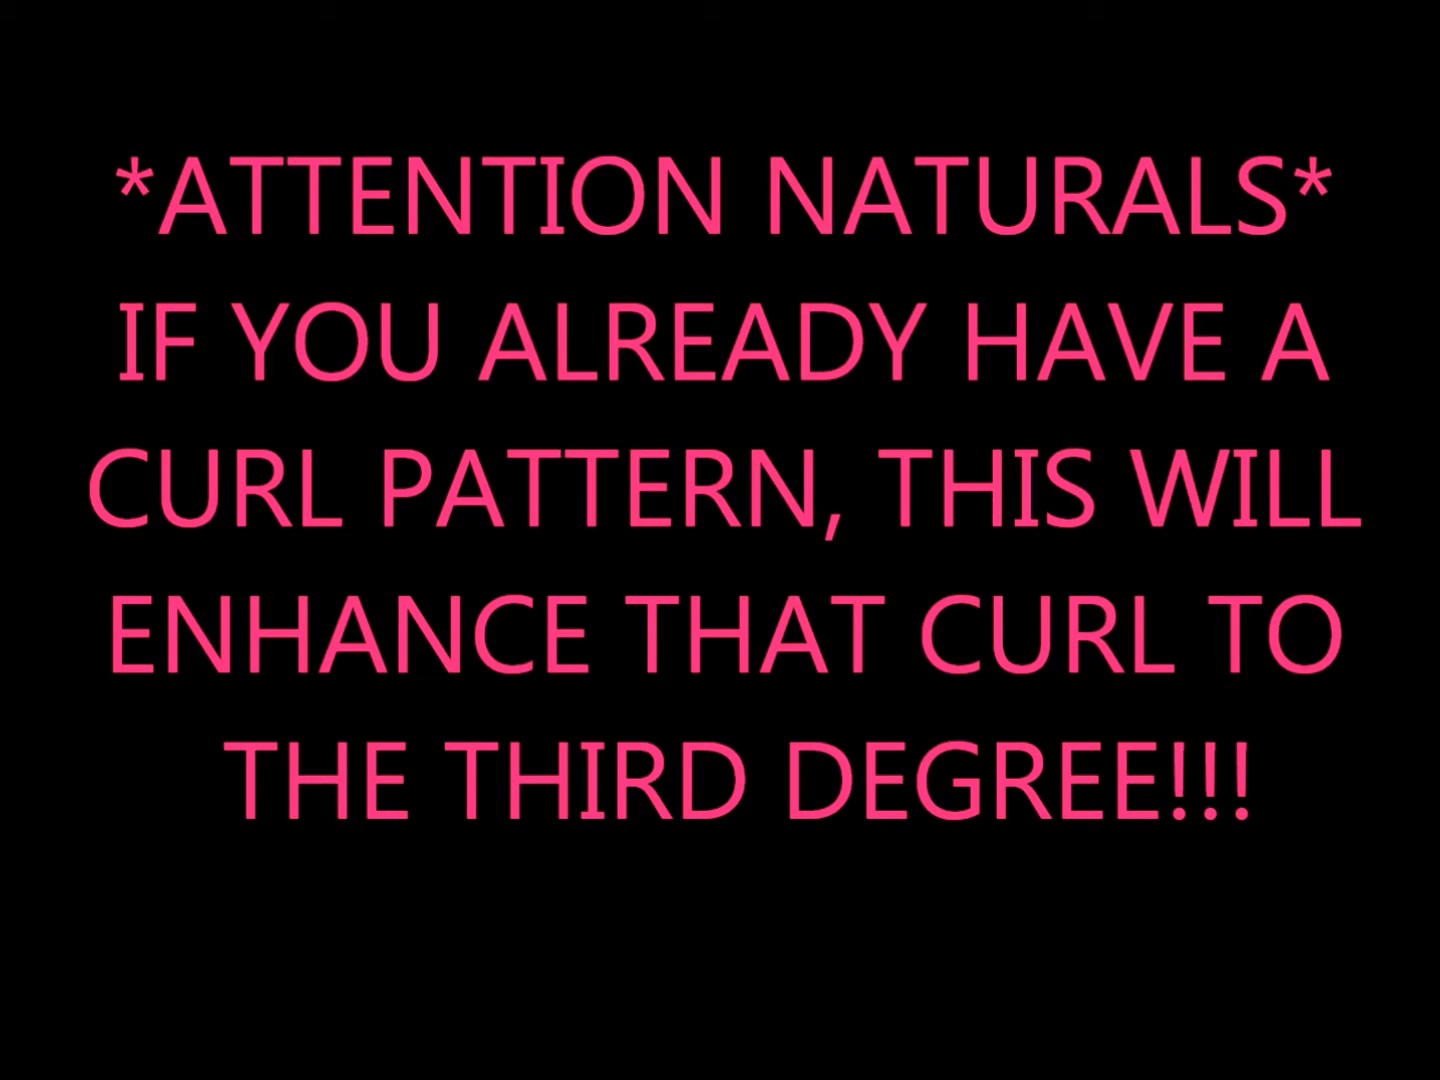 *ATTENTION NATURALS*
IF YOU ALREADY HAVE A
CURL PATTERN, THIS WILL
ENHANCE THAT CURL TO
THE THIRD DEGREE!!!